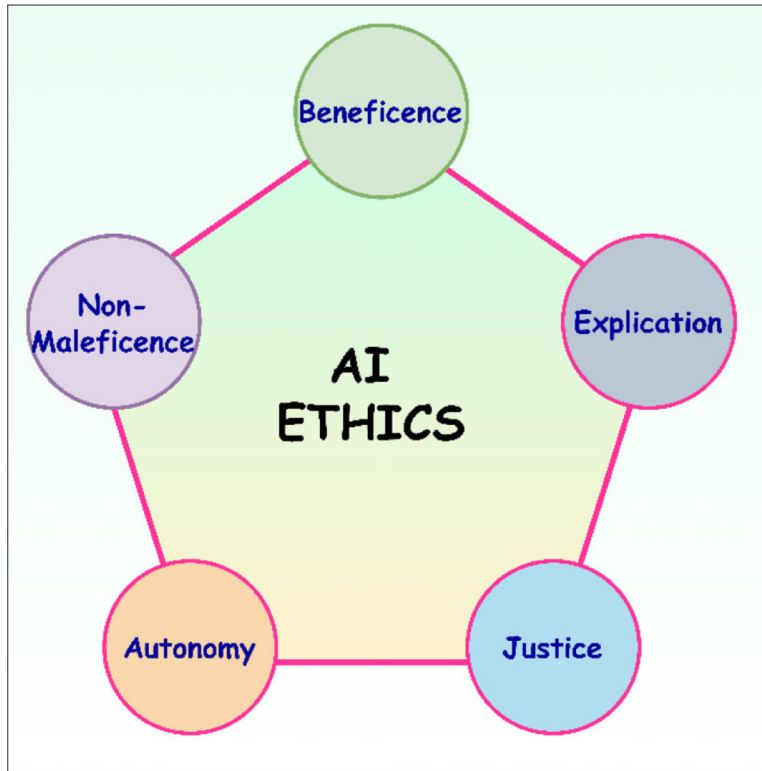 Beneficence
Non-
Maleficence
Explication
AI
ETHICS
Autonomy
Justice